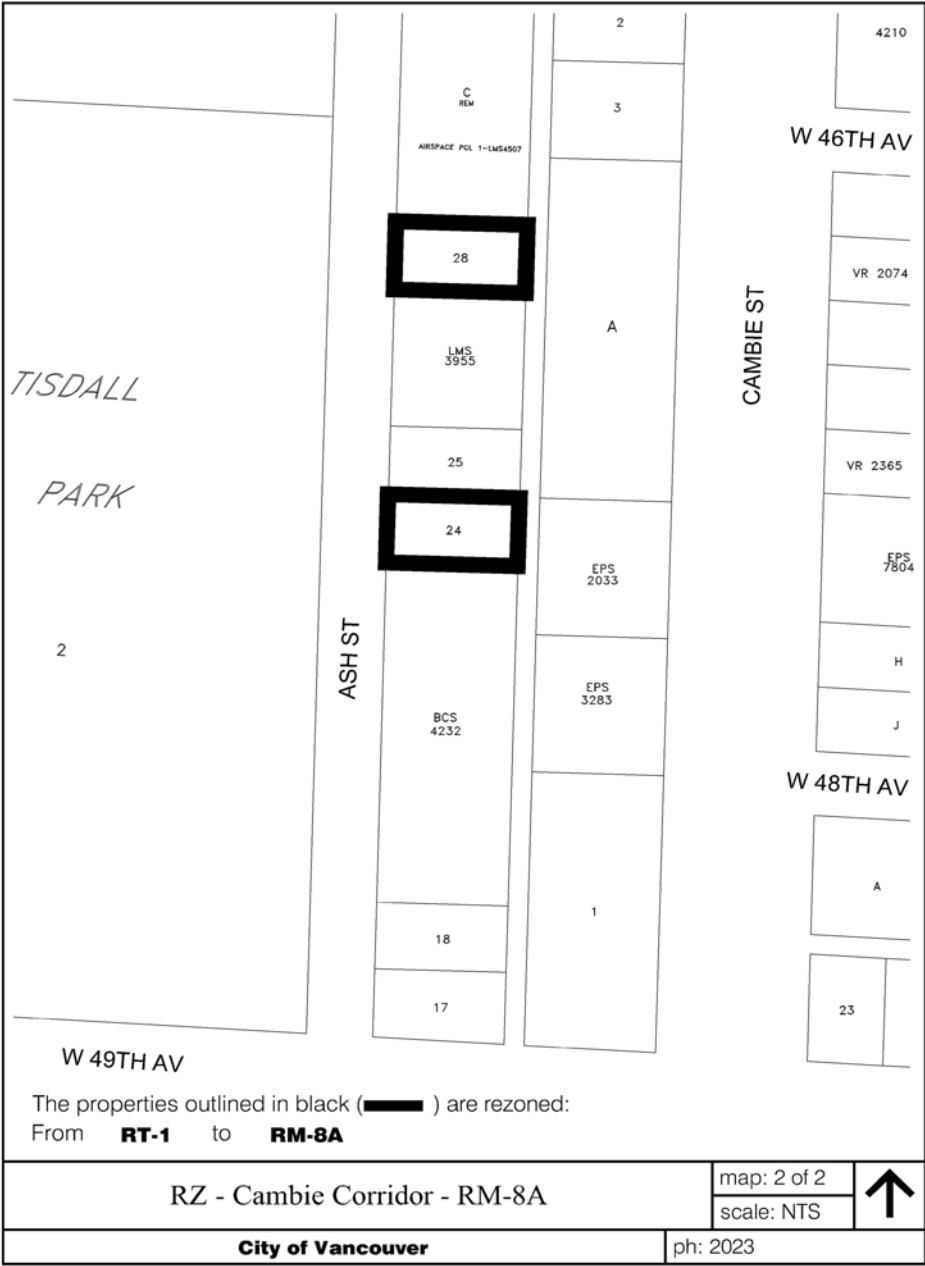 2
4210
C
REM
3
AIRSPACE PCL 1-LMS4507
W 46TH AV
28
VR 2074
A
CAMBIE ST
LMS
3955
TISDALL
25
VR 2365
PARK
24
EPS
7804
EPS
2033
2
ASH ST
H
EPS
3283
BCS
4232
J
W 48TH AV
A
1
18
17
23
W 49TH AV
The properties outlined in black ( ) are rezoned:
From RT-1 to RM-8A
RZ - Cambie Corridor - RM-8A
map: 2 of 2
scale: NTS
City of Vancouver
ph: 2023